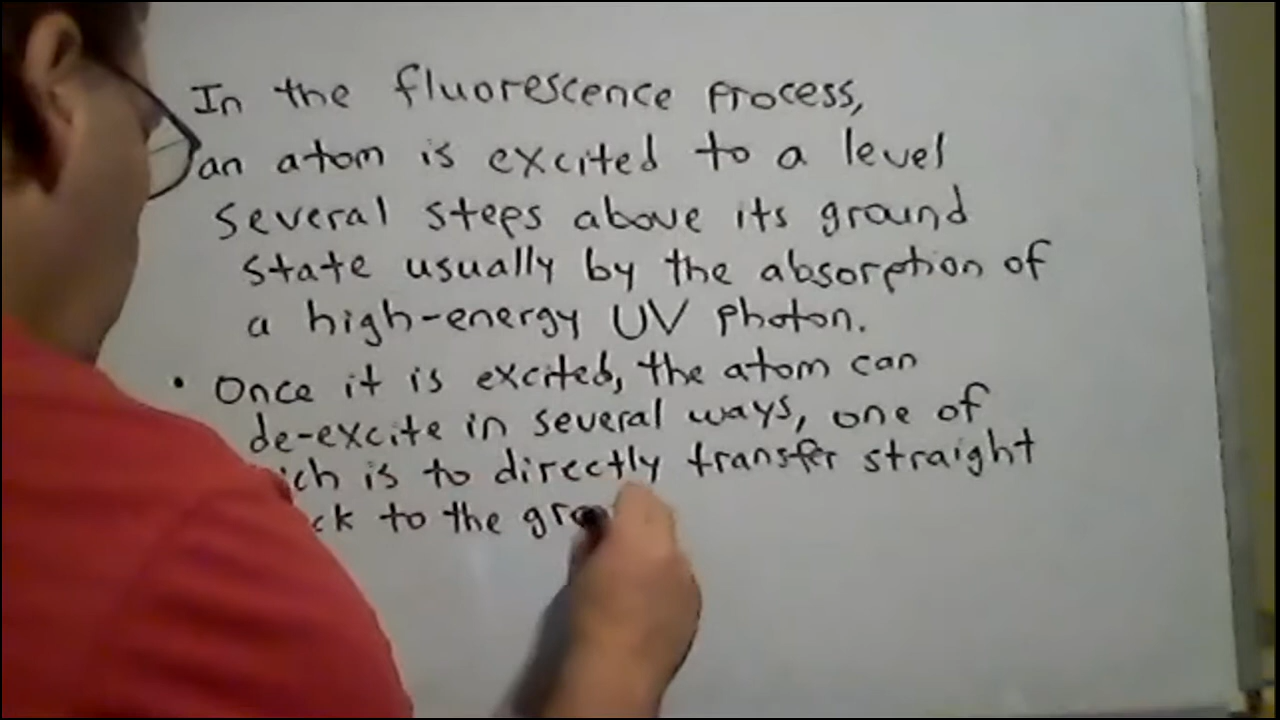 In the fluorescence process,
an atom is excited to a level
several steps above its ground
state usually by the absorption of
a high-energy UV photon.
• Once it is excited, the atom can
de-excite in several ways, one of
ich is to directly transfer straight
ck to the gro